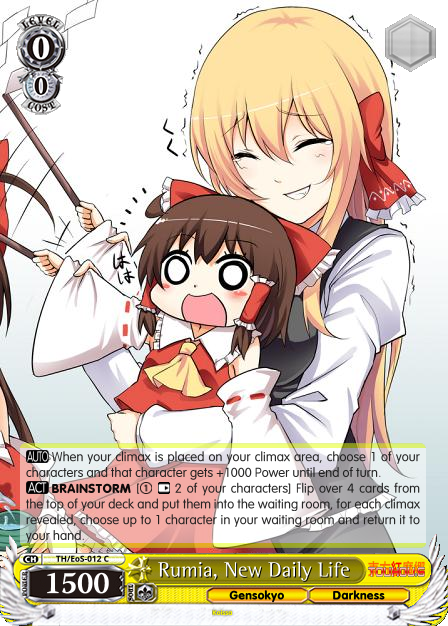 LEVEL
0
0
COST
はは
AUTO When your climax is placed on your climax area, choose 1 of your
characters and that character gets +1000 Power until end of turn.
ACT BRAINSTORM [① 2 of your characters] Flip over 4 cards from
the top of your deck and put them into the waiting room, for each climax
revealed, choose up to 1 character in your waiting room and return it to
your hand.
CH TH/EoS-012 C
POWER 1500 SOUL Rumia, New Daily Life
Gensokyo Darkness